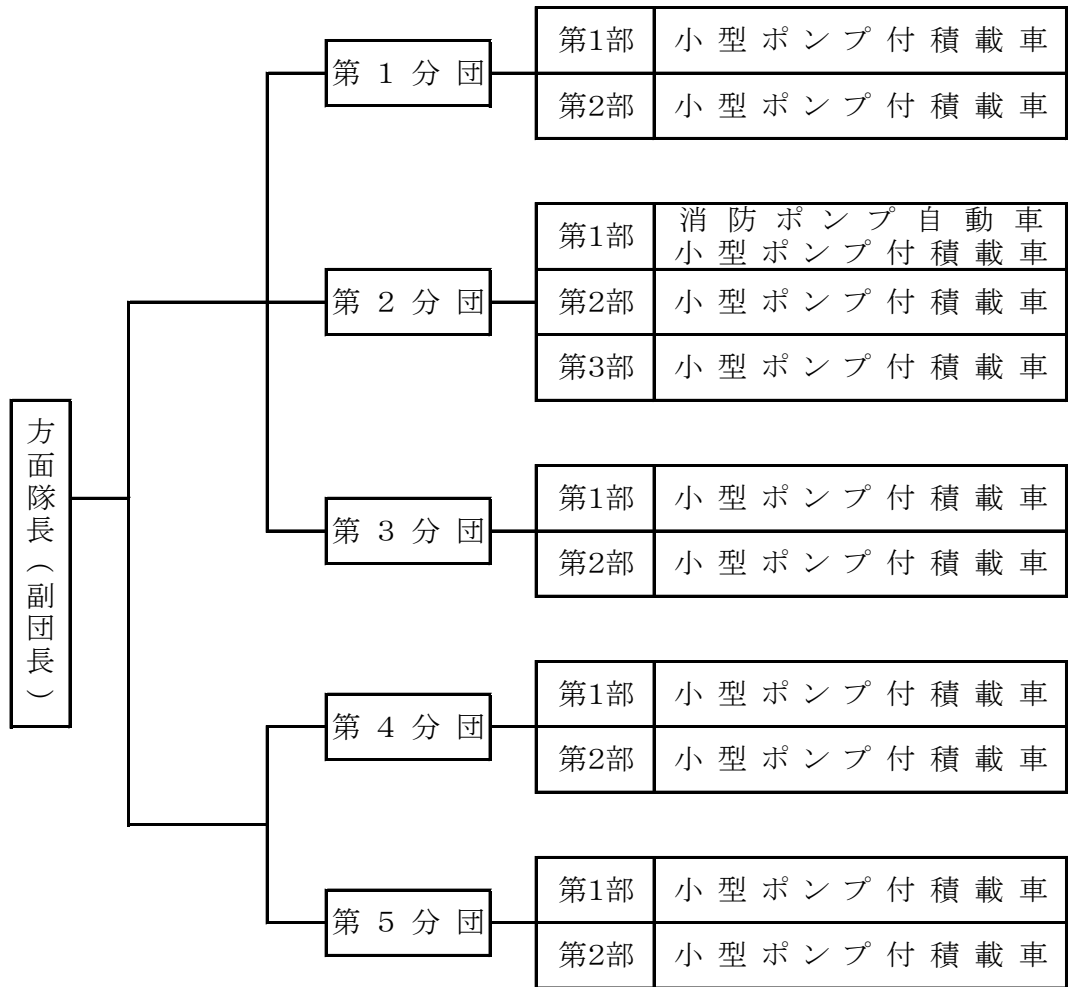 方面隊長（副団長）
第１分団
第1部 小型ポンプ付積載車
第2部 小型ポンプ付積載車
第２分団
第1部 消防ポンプ自動車
小型ポンプ付積載車
第2部 小型ポンプ付積載車
第3部 小型ポンプ付積載車
第３分団
第1部 小型ポンプ付積載車
第2部 小型ポンプ付積載車
第４分団
第1部 小型ポンプ付積載車
第2部 小型ポンプ付積載車
第５分団
第1部 小型ポンプ付積載車
第2部 小型ポンプ付積載車